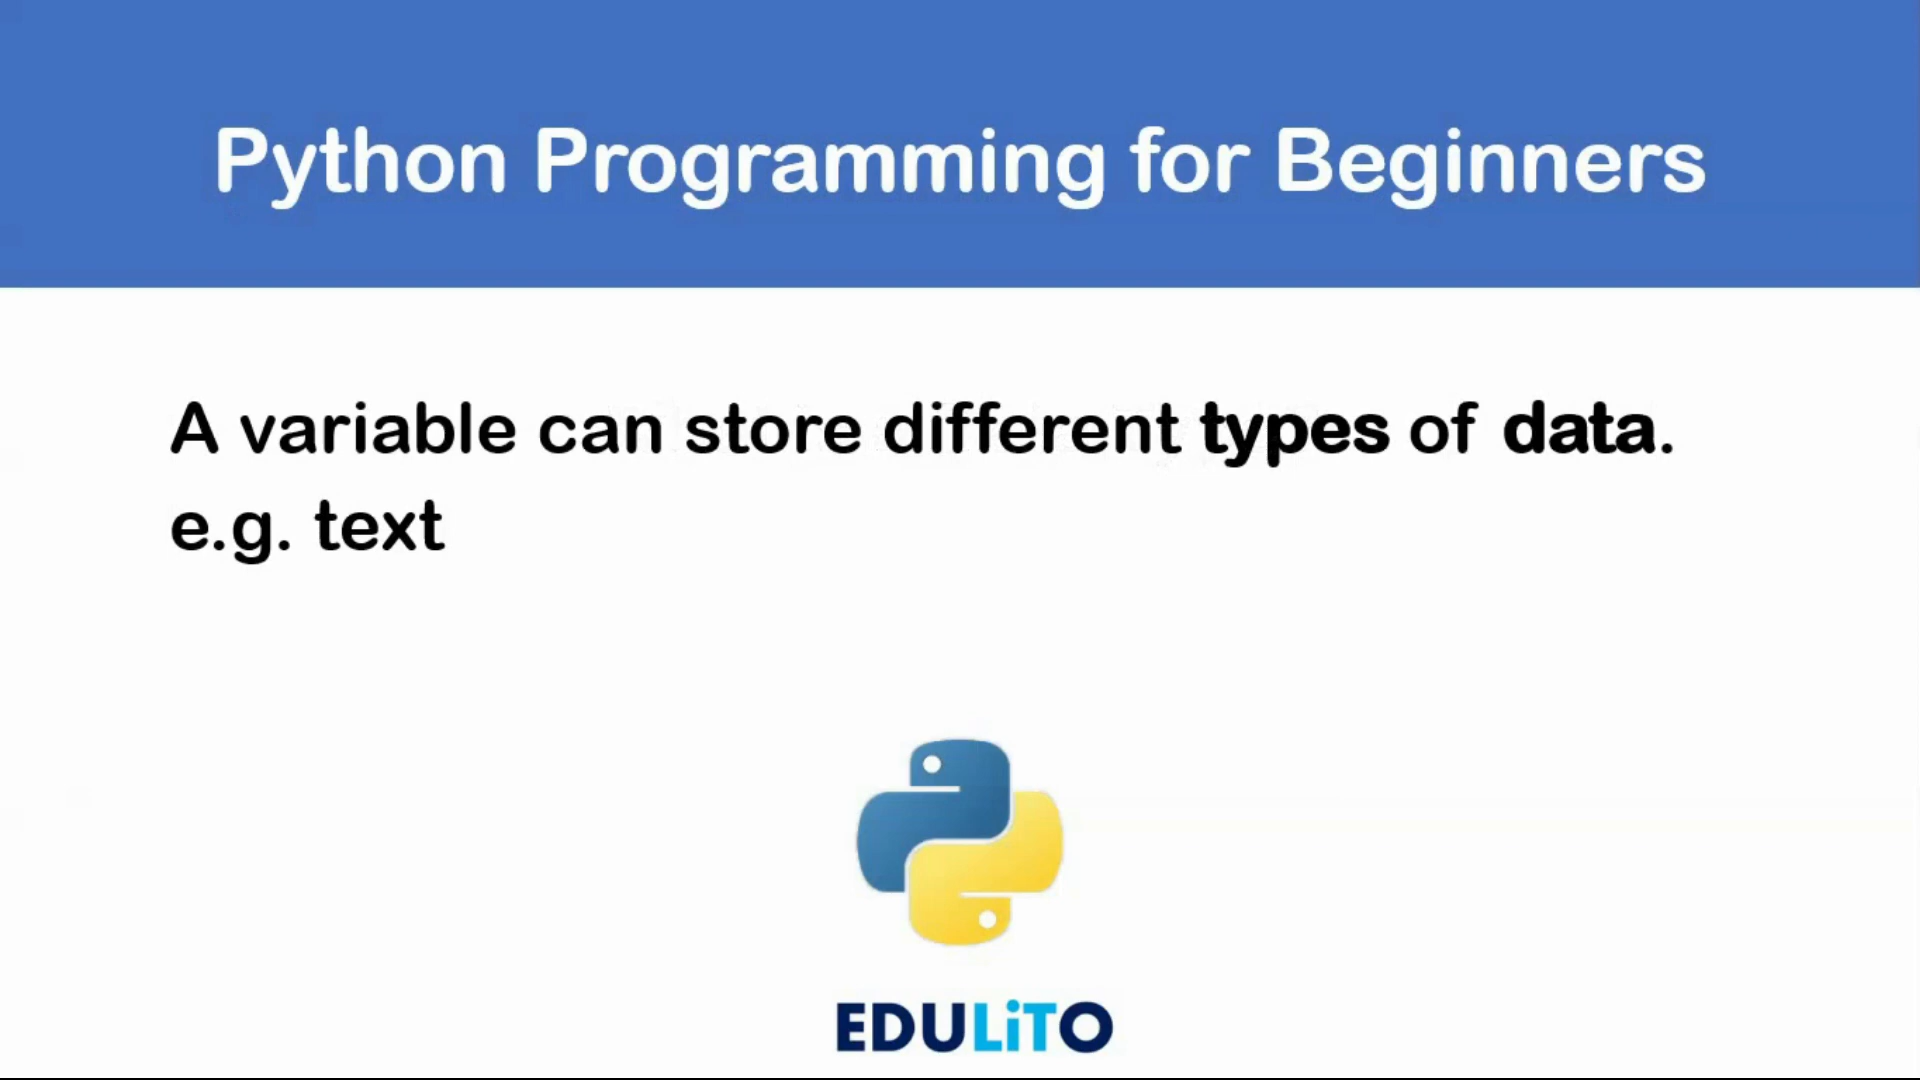 Python Programming for Beginners
A variable can store different types of data.
e.g. text
EDULiTO